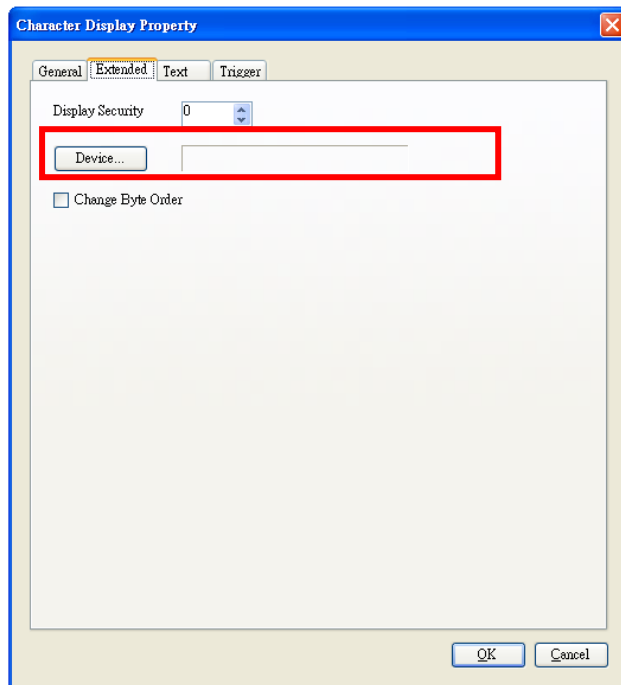 Character Display Property
General Extended Text Trigger
Display Security 0
Device...
Change Byte Order
OK Cancel